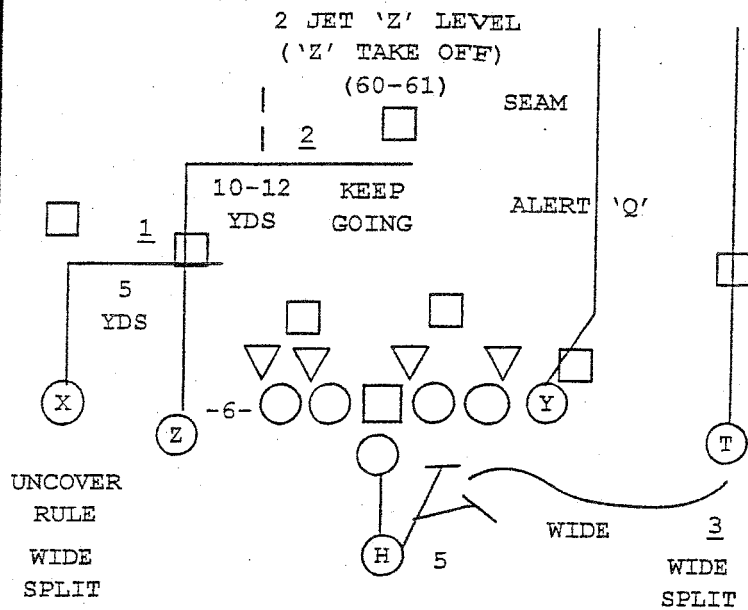 2 JET 'Z' LEVEL
('Z' TAKE OFF)
(60-61)
SEAM
2
10-12
YDS
KEEP
GOING
ALERT 'Q'
1
5
YDS
X
Z
-6-
Y
T
UNCOVER
RULE
WIDE
SPLIT
H
5
WIDE
3
WIDE
SPLIT